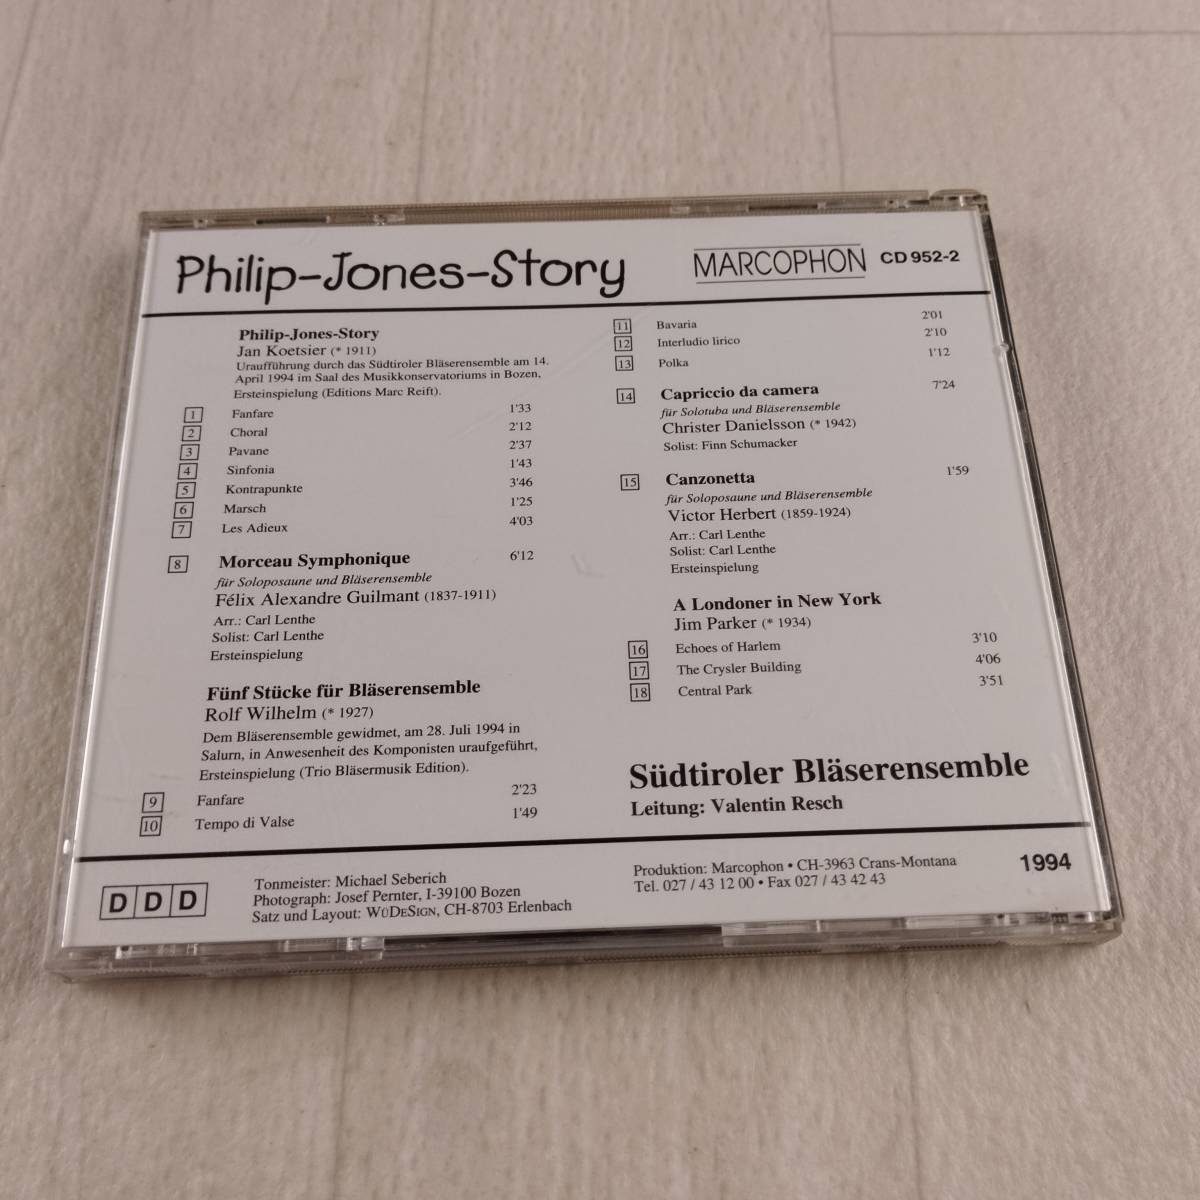 Philip-Jones-Story
MARCOPHON CD 952-2
Philip-Jones-Story
Jan Koetsier (* 1911)
Uraufführung durch das Südtiroler Bläserensemble am 14.
April 1994 im Saal des Musikkonservatoriums in Bozen,
Ersteinspielung (Editions Marc Reift).
1 Fanfare 1'33
2 Choral 2'12
3 Pavane 2'37
4 Sinfonia 1'43
5 Kontrapunkte 3'46
6 Marsch 1'25
7 Les Adieux 4'03
8 Morceau Symphonique 6'12
für Soloposaune und Bläserensemble
Félix Alexandre Guilmant (1837-1911)
Arr.: Carl Lenthe
Solist: Carl Lenthe
Ersteinspielung
Fünf Stücke für Bläserensemble
Rolf Wilhelm (* 1927)
Dem Bläserensemble gewidmet, am 28. Juli 1994 in
Salurn, in Anwesenheit des Komponisten uraufgeführt,
Ersteinspielung (Trio Bläsermusik Edition).
9 Fanfare 2'23
10 Tempo di Valse 1'49
11 Bavaria 2'01
12 Interludio lirico 2'10
13 Polka 1'12
14 Capriccio da camera 7'24
für Solotuba und Bläserensemble
Christer Danielsson (* 1942)
Solist: Finn Schumacker
15 Canzonetta 1'59
für Soloposaune und Bläserensemble
Victor Herbert (1859-1924)
Arr.: Carl Lenthe
Solist: Carl Lenthe
Ersteinspielung
A Londoner in New York
Jim Parker (* 1934)
16 Echoes of Harlem 3'10
17 The Crysler Building 4'06
18 Central Park 3'51
Südtiroler Bläserensemble
Leitung: Valentin Resch
DDD
Tonmeister: Michael Seberich
Photograph: Josef Pernter, I-39100 Bozen
Satz und Layout: WÜDESIGN, CH-8703 Erlenbach
Produktion: Marcophon • CH-3963 Crans-Montana
Tel. 027 / 43 12 00 • Fax 027 / 43 42 43
1994